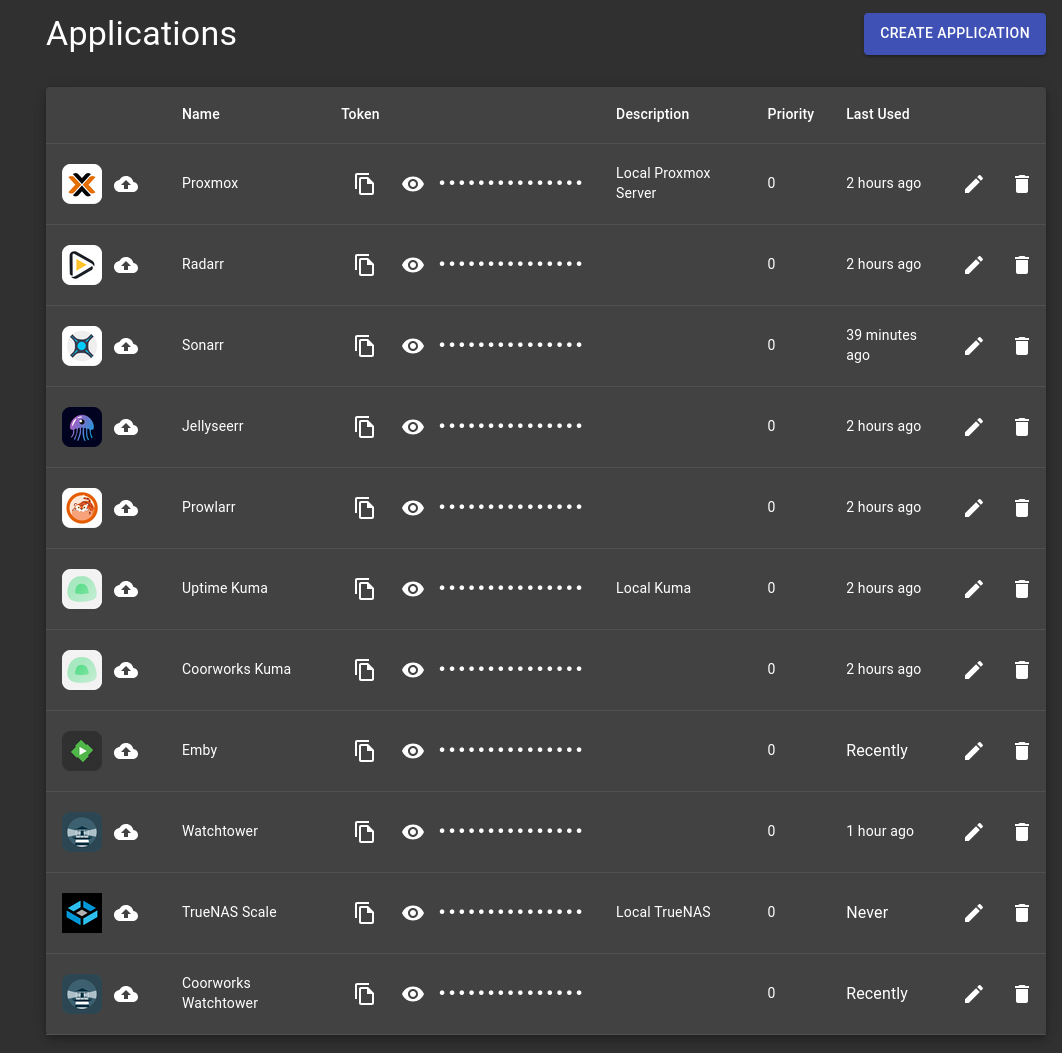 Applications
CREATE APPLICATION
Name Token Description Priority Last Used
Proxmox ••••••••••••••• Local Proxmox Server 0 2 hours ago
Radarr ••••••••••••••• 0 2 hours ago
Sonarr ••••••••••••••• 0 39 minutes ago
Jellyseerr ••••••••••••••• 0 2 hours ago
Prowlarr ••••••••••••••• 0 2 hours ago
Uptime Kuma ••••••••••••••• Local Kuma 0 2 hours ago
Coorworks Kuma ••••••••••••••• 0 2 hours ago
Emby ••••••••••••••• 0 Recently
Watchtower ••••••••••••••• 0 1 hour ago
TrueNAS Scale ••••••••••••••• Local TrueNAS 0 Never
Coorworks Watchtower ••••••••••••••• 0 Recently